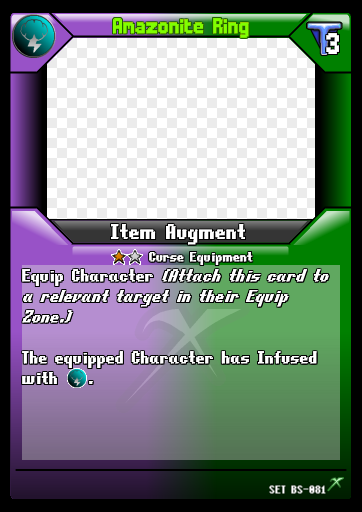 Amazonite Ring
T3
Item Augment
Curse Equipment
Equip Character (Attach this card to
a relevant target in their Equip
Zone.)
The equipped Character has Infused
with .
SET BS-081